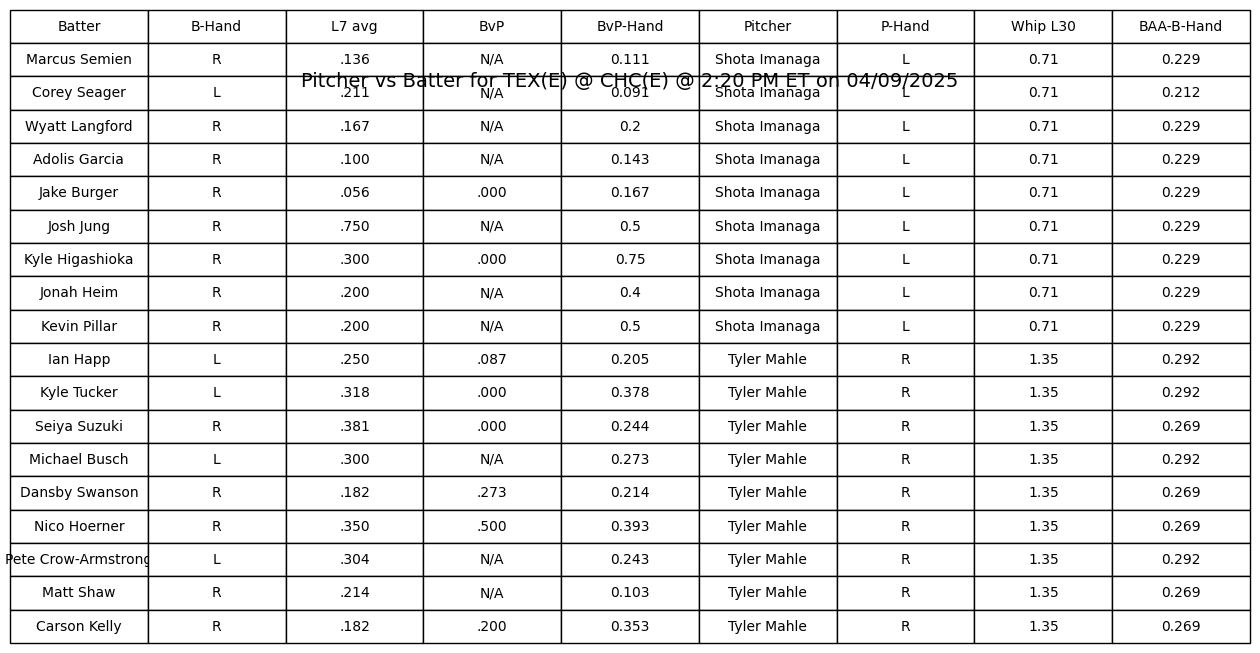 Batter B-Hand L7 avg BvP BvP-Hand Pitcher P-Hand Whip L30 BAA-B-Hand
Marcus Semien R .136 N/A 0.111 Shota Imanaga L 0.71 0.229
Pitcher vs Batter for TEX(E) @ CHC(E) @ 2:20 PM ET on 04/09/2025
Corey Seager L .211 N/A 0.091 Shota Imanaga L 0.71 0.212
Wyatt Langford R .167 N/A 0.2 Shota Imanaga L 0.71 0.229
Adolis Garcia R .100 N/A 0.143 Shota Imanaga L 0.71 0.229
Jake Burger R .056 .000 0.167 Shota Imanaga L 0.71 0.229
Josh Jung R .750 N/A 0.5 Shota Imanaga L 0.71 0.229
Kyle Higashioka R .300 .000 0.75 Shota Imanaga L 0.71 0.229
Jonah Heim R .200 N/A 0.4 Shota Imanaga L 0.71 0.229
Kevin Pillar R .200 N/A 0.5 Shota Imanaga L 0.71 0.229
Ian Happ L .250 .087 0.205 Tyler Mahle R 1.35 0.292
Kyle Tucker L .318 .000 0.378 Tyler Mahle R 1.35 0.292
Seiya Suzuki R .381 .000 0.244 Tyler Mahle R 1.35 0.269
Michael Busch L .300 N/A 0.273 Tyler Mahle R 1.35 0.292
Dansby Swanson R .182 .273 0.214 Tyler Mahle R 1.35 0.269
Nico Hoerner R .350 .500 0.393 Tyler Mahle R 1.35 0.269
Pete Crow-Armstrong L .304 N/A 0.243 Tyler Mahle R 1.35 0.292
Matt Shaw R .214 N/A 0.103 Tyler Mahle R 1.35 0.269
Carson Kelly R .182 .200 0.353 Tyler Mahle R 1.35 0.269